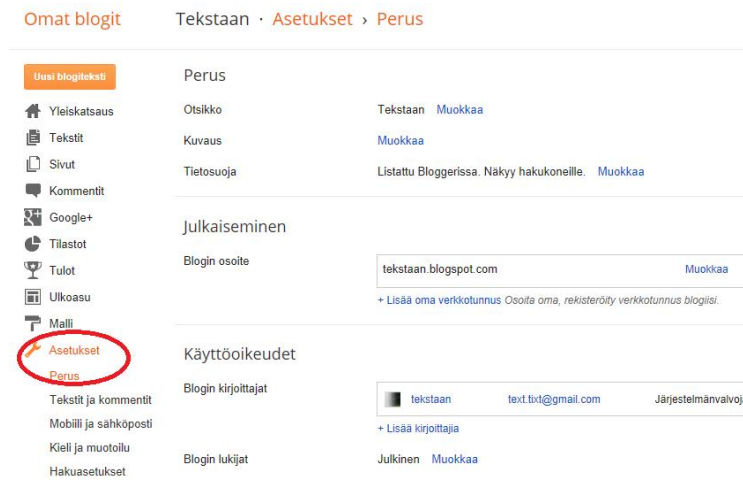 Omat blogit
Tekstaan · Asetukset › Perus
Uusi blogiteksti
Yleiskatsaus
Tekstit
Sivut
Kommentit
Google+
Tilastot
Tulot
Ulkoasu
Malli
Asetukset
Perus
Tekstit ja kommentit
Mobiili ja sähköposti
Kieli ja muotoilu
Hakuasetukset
Perus
Otsikko Tekstaan Muokkaa
Kuvaus Muokkaa
Tietosuoja Listattu Bloggerissa. Näkyy hakukoneille. Muokkaa
Julkaiseminen
Blogin osoite tekstaan.blogspot.com Muokkaa
+ Lisää oma verkkotunnus Osoita oma, rekisteröity verkkotunnus blogiisi.
Käyttöoikeudet
Blogin kirjoittajat tekstaan text.tixt@gmail.com
+ Lisää kirjoittajia
Blogin lukijat Julkinen Muokkaa